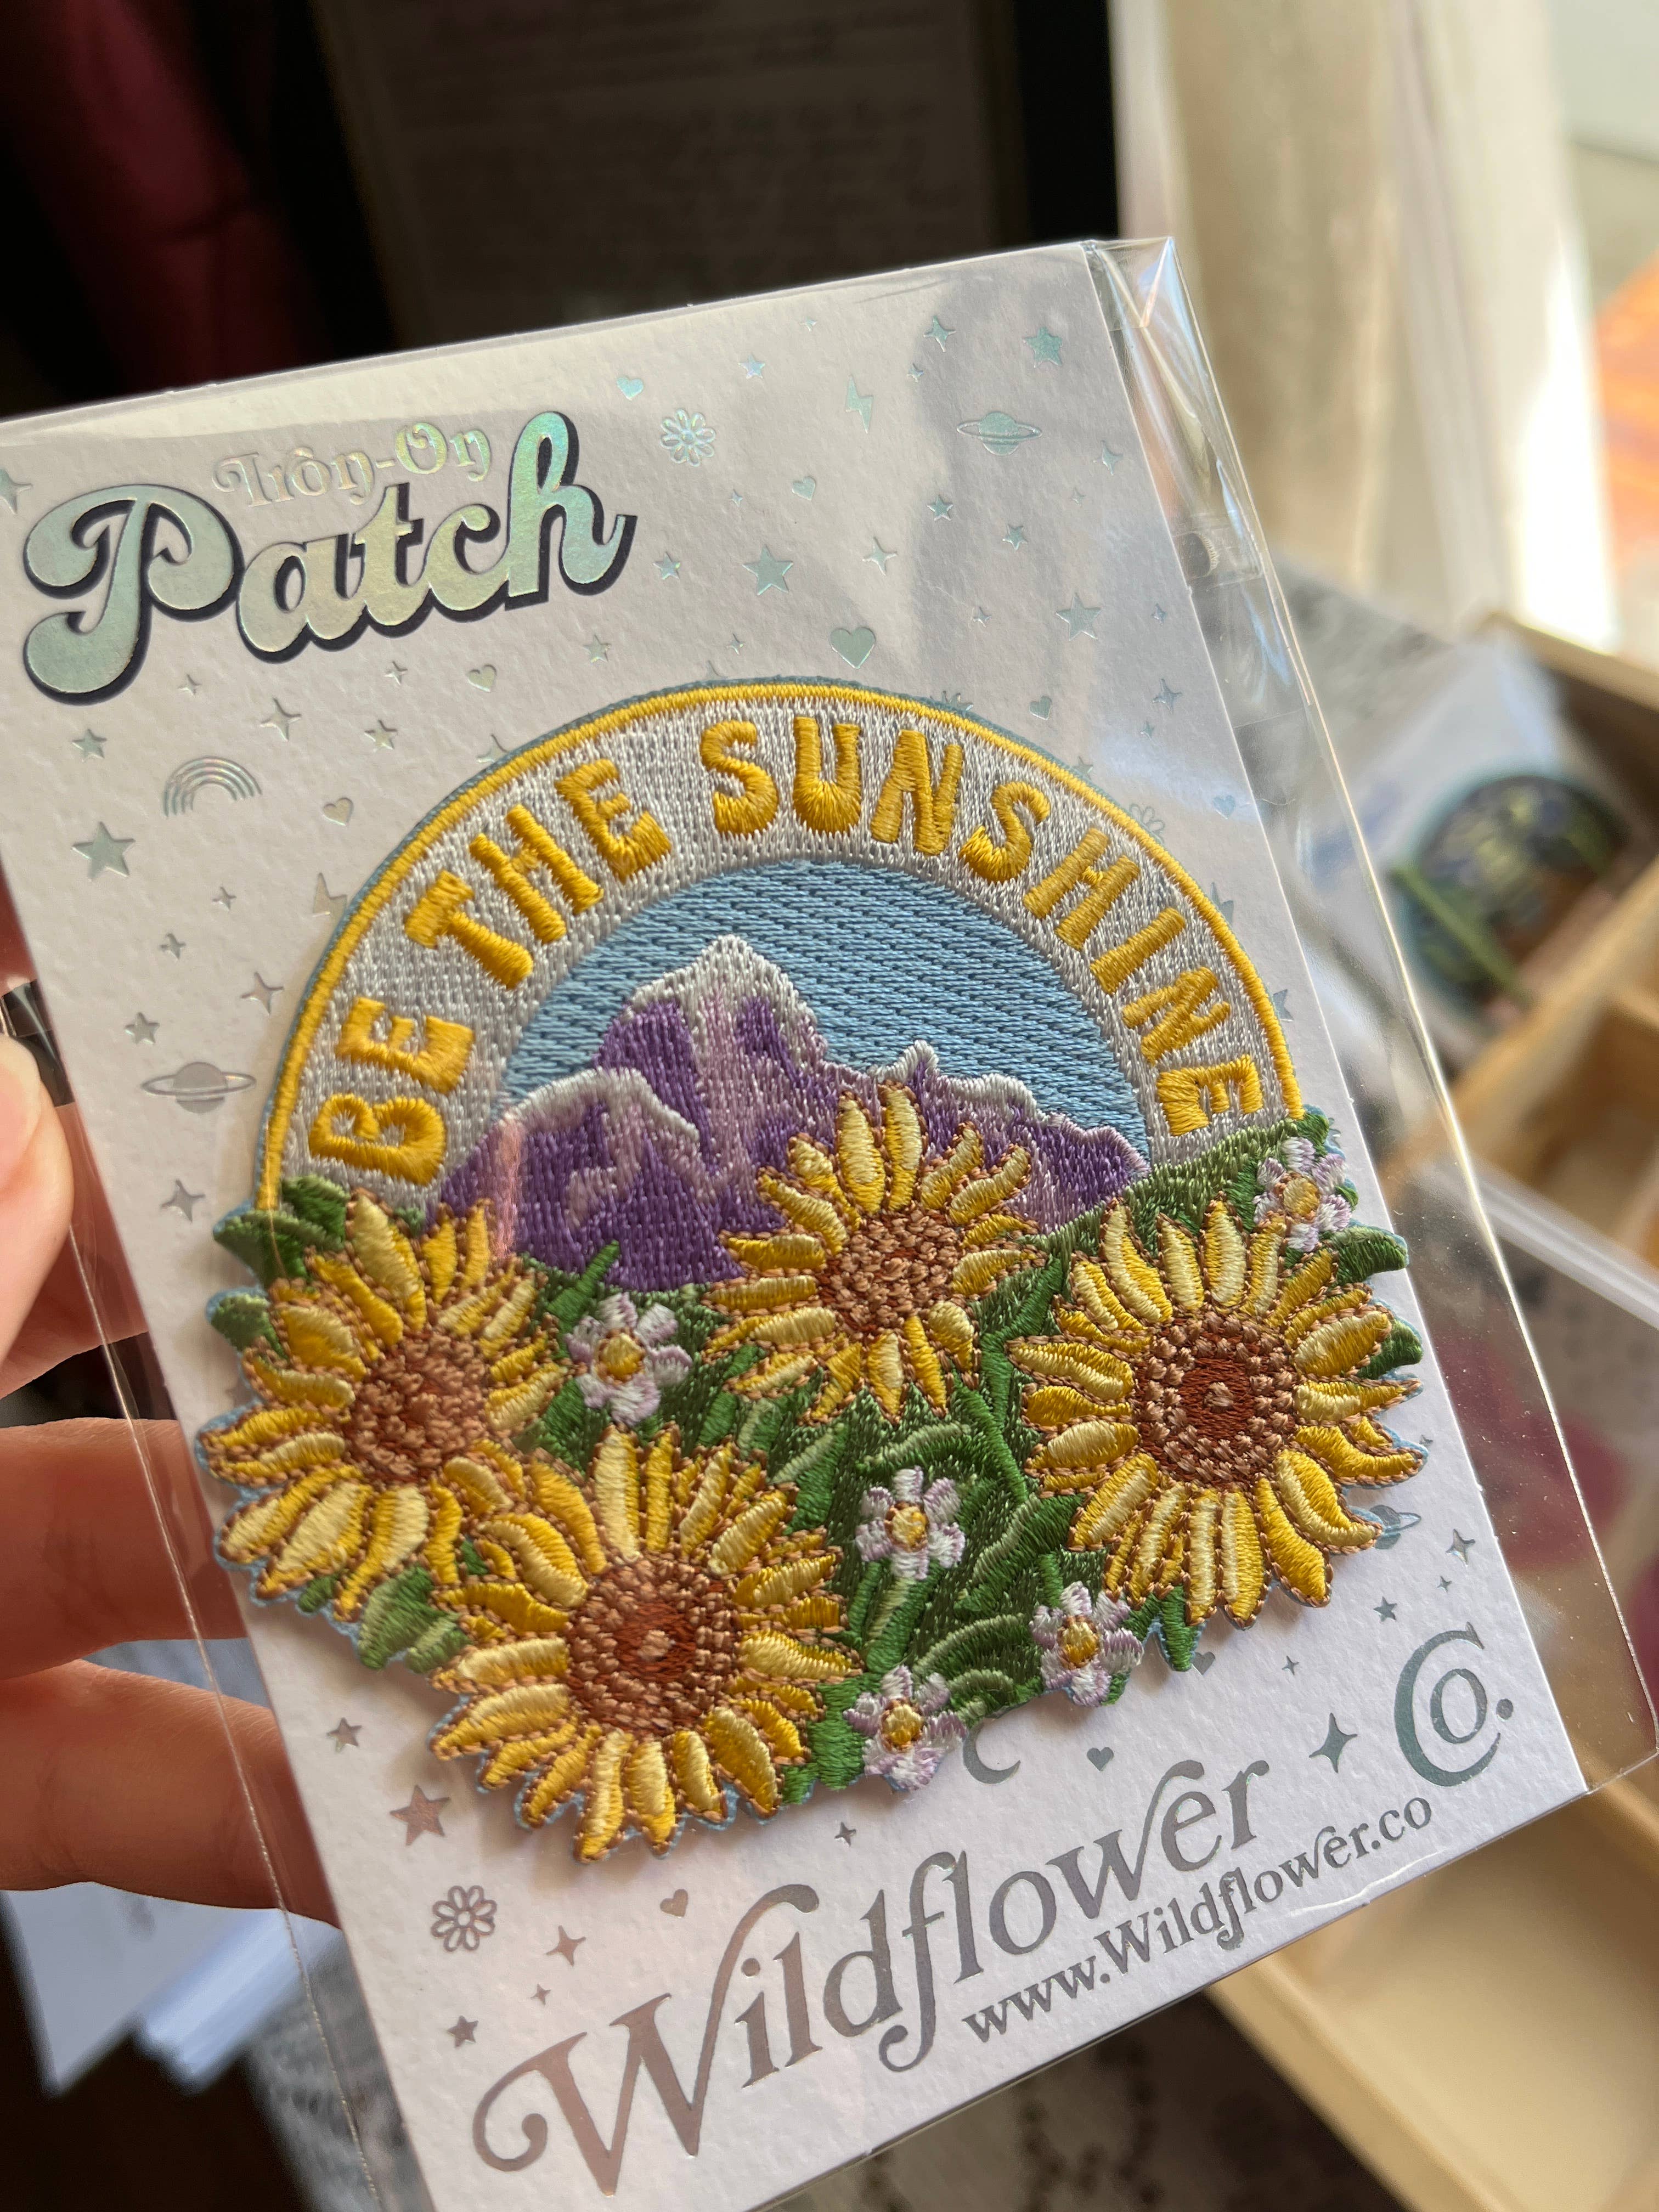 Iron-On
Patch
BE THE SUNSHINE
Wildflower Co.
www.Wildflower.co